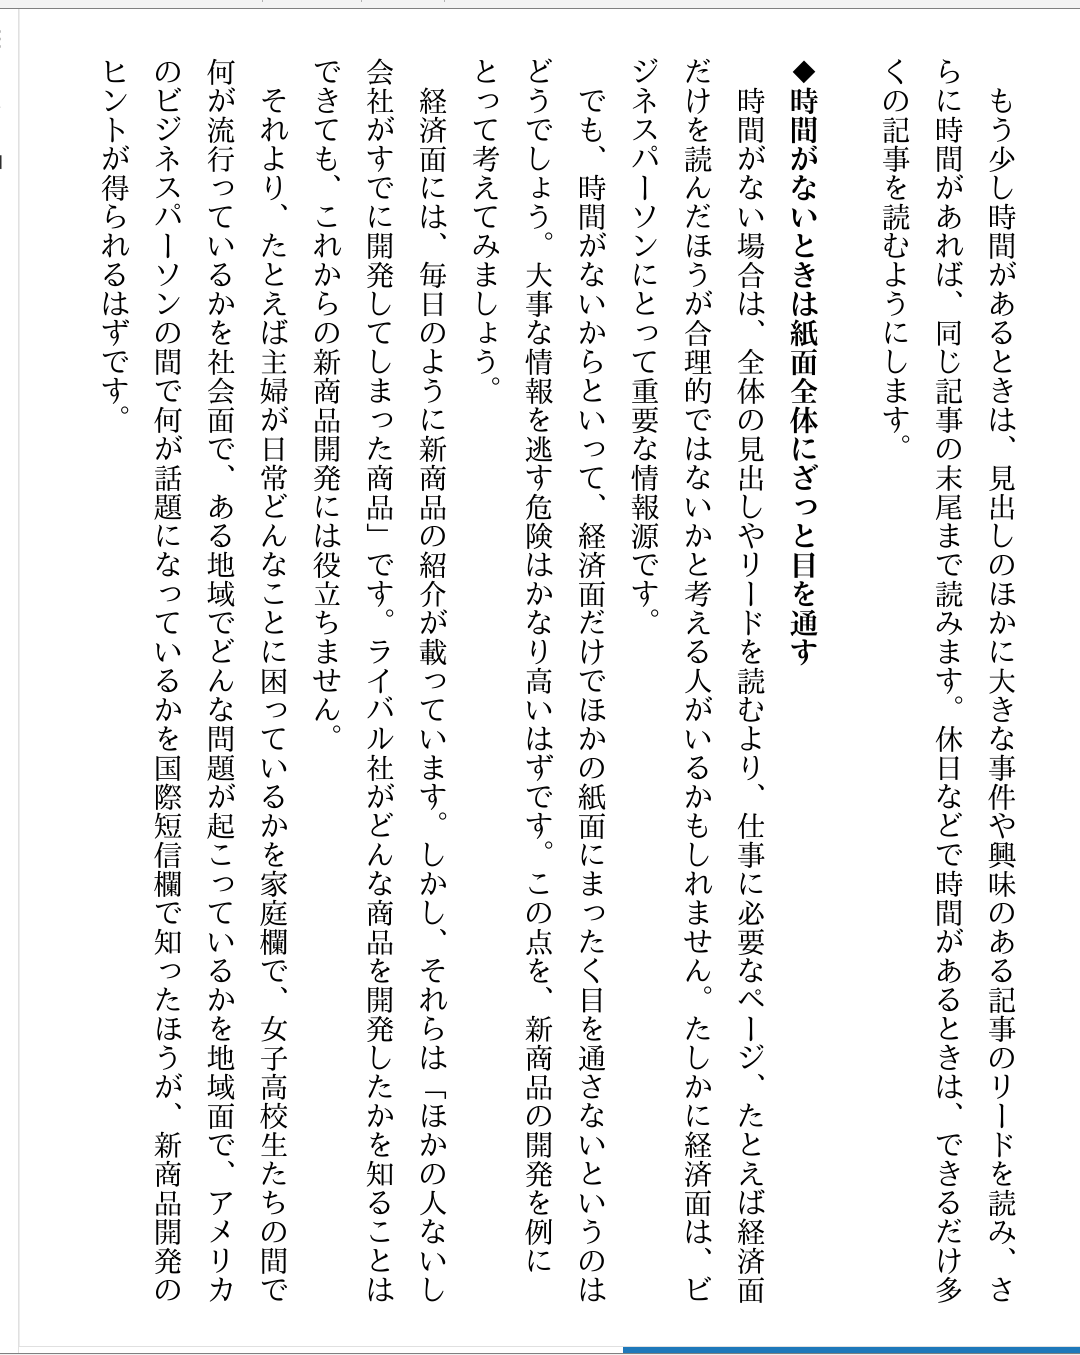 もう少し時間があるときは、見出しのほかに大きな事件や興味のある記事のリードを読み、さ
らに時間があれば、同じ記事の末尾まで読みます。休日などで時間があるときは、できるだけ多
くの記事を読むようにします。
◆時間がないときは紙面全体にざっと目を通す
　時間がない場合は、全体の見出しやリードを読むより、仕事に必要なページ、たとえば経済面
だけを読んだほうが合理的ではないかと考える人がいるかもしれません。たしかに経済面は、ビ
ジネスパーソンにとって重要な情報源です。
　でも、時間がないからといって、経済面だけでほかの紙面にまったく目を通さないというのは
どうでしょう。大事な情報を逃す危険はかなり高いはずです。この点を、新商品の開発を例に
とって考えてみましょう。
　経済面には、毎日のように新商品の紹介が載っています。しかし、それらは「ほかの人ないし
会社がすでに開発してしまった商品」です。ライバル社がどんな商品を開発したかを知ることは
できても、これからの新商品開発には役立ちません。
　それより、たとえば主婦が日常どんなことに困っているかを家庭欄で、女子高校生たちの間で
何が流行っているかを社会面で、ある地域でどんな問題が起こっているかを地域面で、アメリカ
のビジネスパーソンの間で何が話題になっているかを国際短信欄で知ったほうが、新商品開発の
ヒントが得られるはずです。